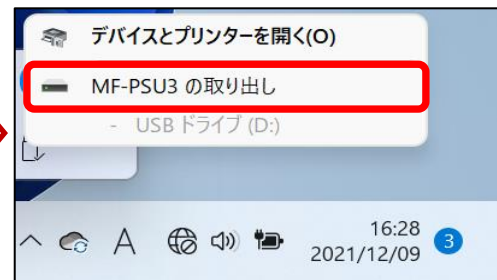 デバイスとプリンターを開く(O)
MF-PSU3 の取り出し
- USB ドライブ (D:)
A
16:28
2021/12/09
3